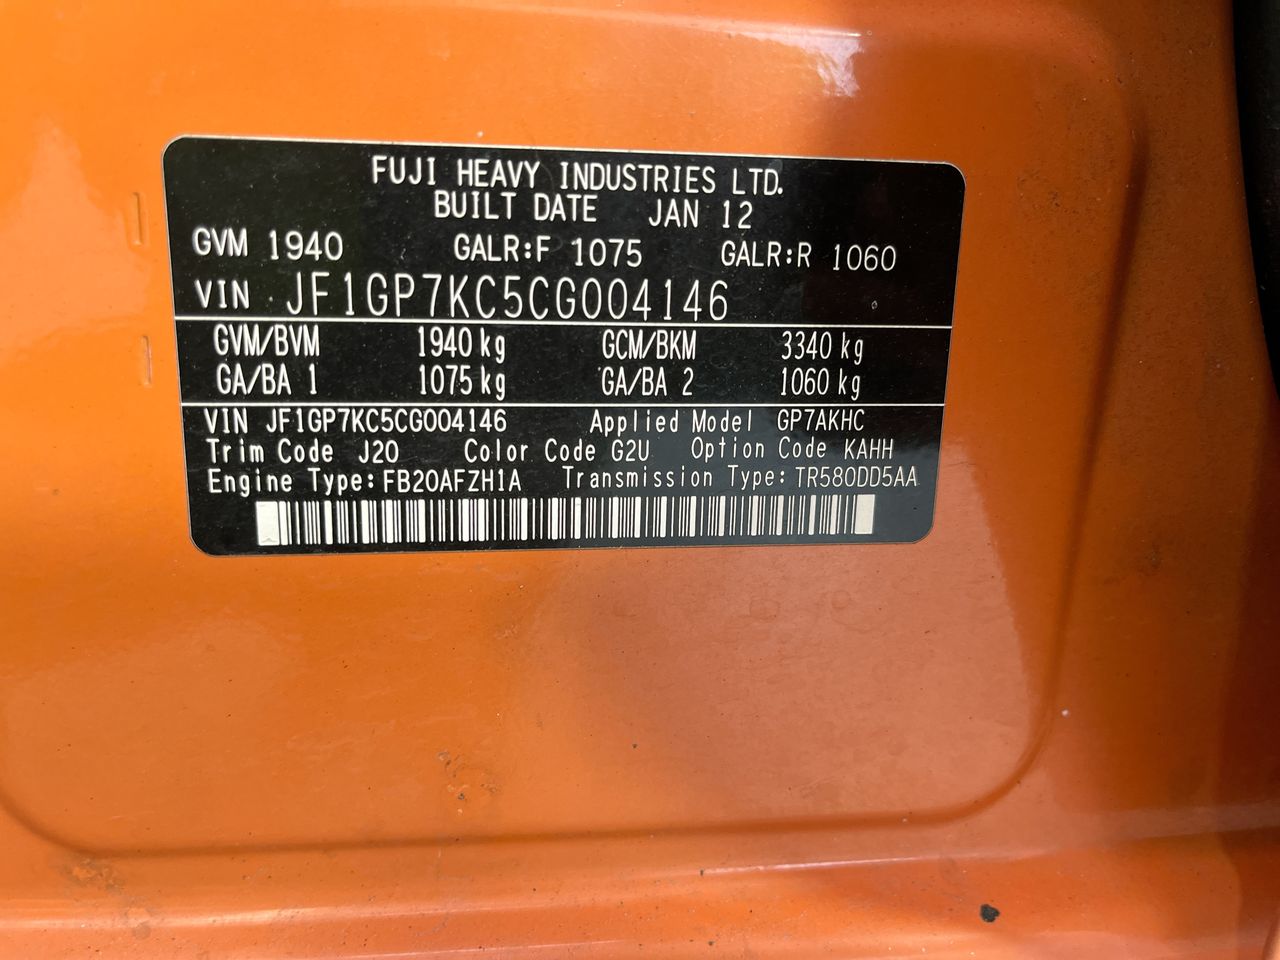 FUJI HEAVY INDUSTRIES LTD.
BUILT DATE JAN 12
GVM 1940 GALR:F 1075 GALR:R 1060
VIN JF1GP7KC5CG004146
GVM/BVM 1940 kg GCM/BKM 3340 kg
GA/BA 1 1075 kg GA/BA 2 1060 kg
VIN JF1GP7KC5CG004146 Applied Model GP7AKHC
Trim Code J20 Color Code G2U Option Code KAHH
Engine Type: FB20AFZH1A Transmission Type: TR580DD5AA